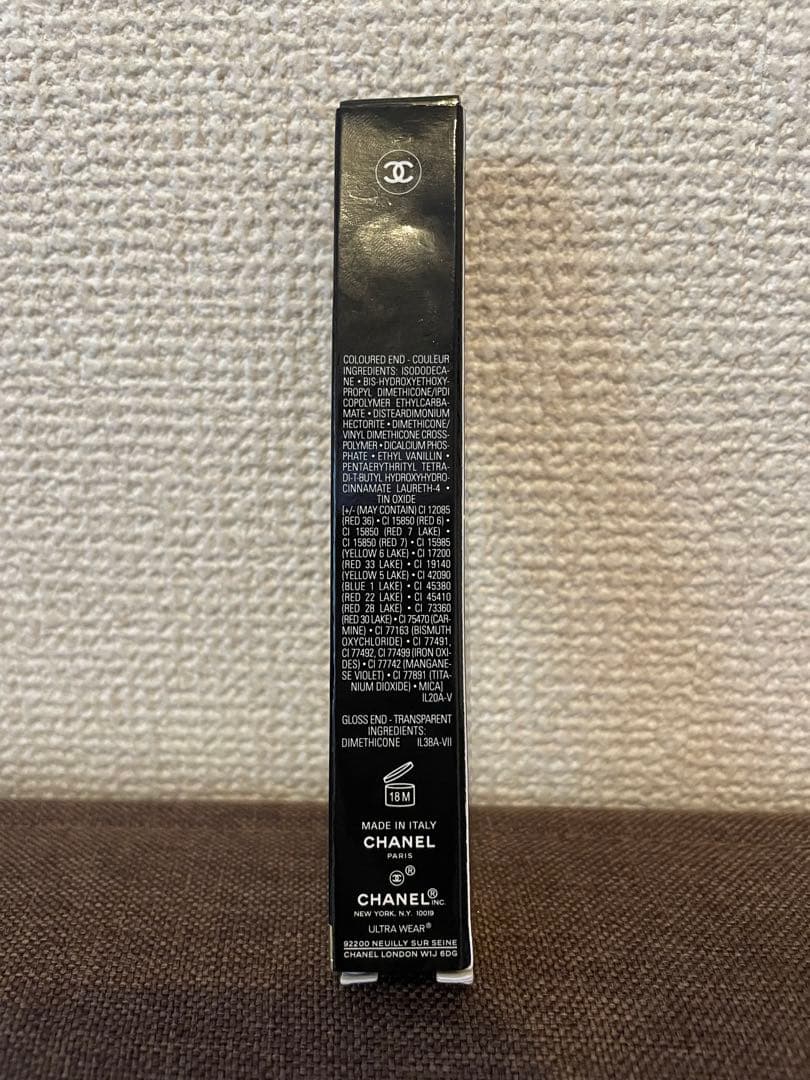 COLOURED END - COULEUR
INGREDIENTS: ISODODECA-
NE • BIS-HYDROXYETHOXY-
PROPYL DIMETHICONE/IPDI
COPOLYMER ETHYLCARBA-
MATE • DISTEARDIMONIUM
HECTORITE • DIMETHICONE/
VINYL DIMETHICONE CROSS-
POLYMER • DICALCIUM PHOS-
PHATE • ETHYL VANILLIN •
PENTAERYTHRITYL TETRA-
DI-T-BUTYL HYDROXYHYDRO-
CINNAMATE LAURETH-4 •
TIN OXIDE
[+/- (MAY CONTAIN) CI 12085
(RED 36) • CI 15850 (RED 6) •
CI 15850 (RED 7 LAKE) •
CI 15850 (RED 7) • CI 15985
(YELLOW 6 LAKE) • CI 17200
(RED 33 LAKE) • CI 19140
(YELLOW 5 LAKE) • CI 42090
(BLUE 1 LAKE) • CI 45380
(RED 22 LAKE) • CI 45410
(RED 28 LAKE) • CI 73360
(RED 30 LAKE) • CI 75470 (CAR-
MINE) • CI 77163 (BISMUTH
OXYCHLORIDE) • CI 77491,
CI 77492, CI 77499 (IRON OXI-
DES) • CI 77742 (MANGANE-
SE VIOLET) • CI 77891 (TITA-
NIUM DIOXIDE) • MICA]
IL20A-V
GLOSS END - TRANSPARENT
INGREDIENTS:
DIMETHICONE IL38A-VII
18 M
MADE IN ITALY
CHANEL
PARIS
®
CHANEL® INC.
NEW YORK, N.Y. 10019
ULTRA WEAR®
92200 NEUILLY SUR SEINE
CHANEL LONDON W1J 6DG